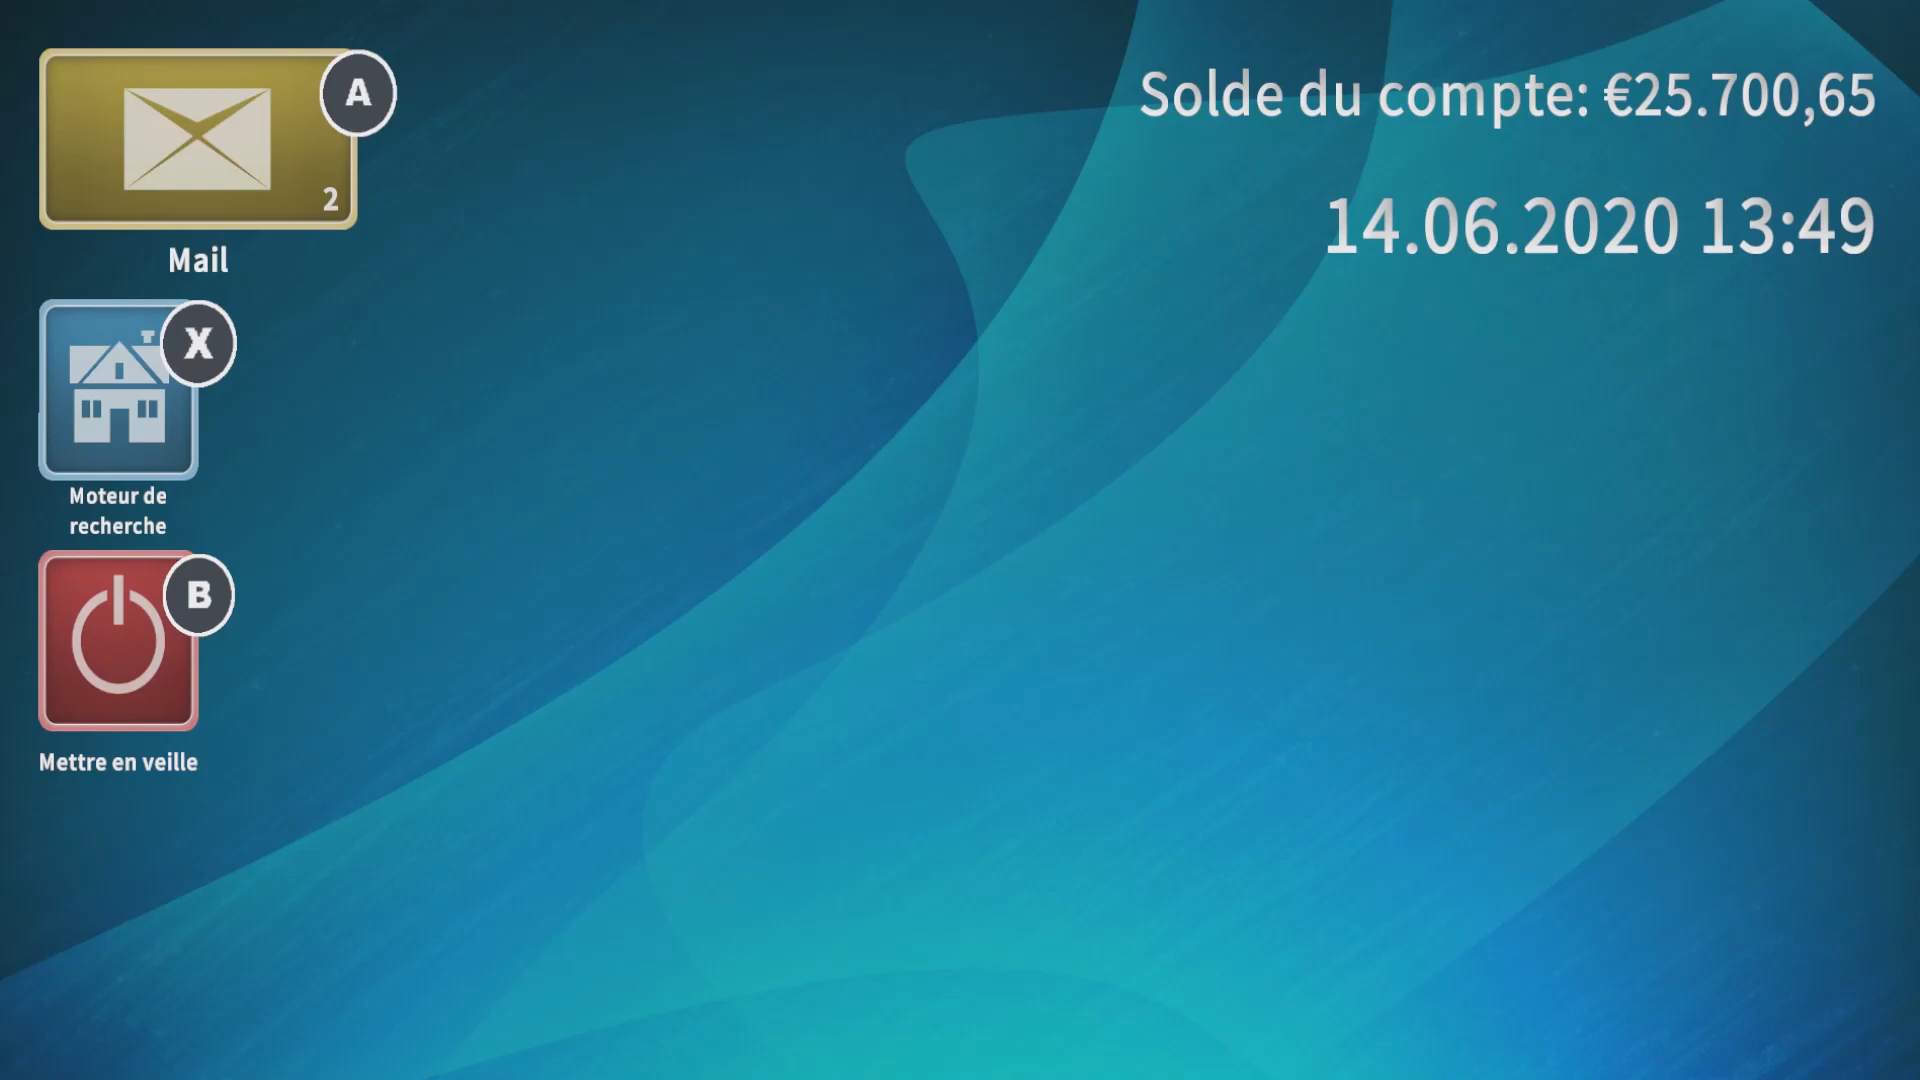 A
Solde du compte: €25.700,65
2
14.06.2020 13:49
Mail
X
Moteur de
recherche
B
Mettre en veille